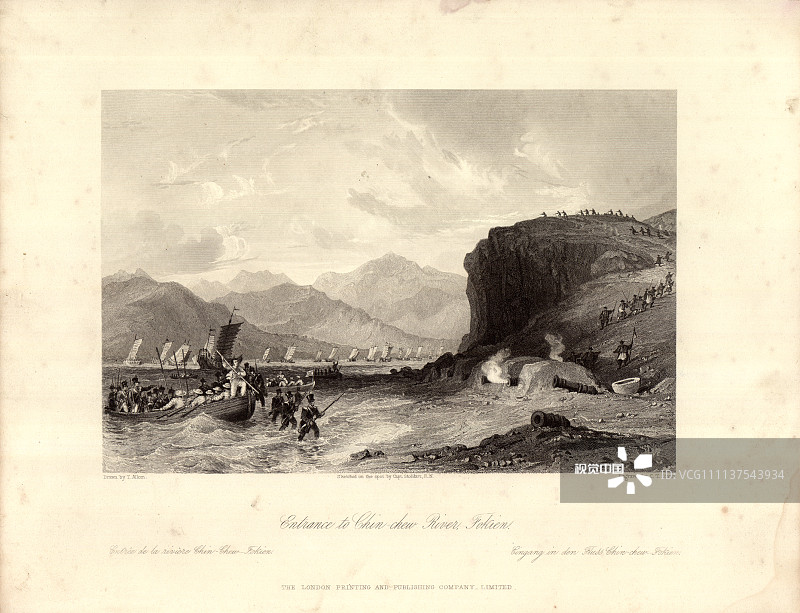 视觉中国
ID: VCG111137543934
Drawn by T. Allom.
Sketched on the spot by Capt. Stoddart, R.N.
Entrance to Chin-chew River, Fokien.
Entrée de la rivière Chin-Chew-Fokien.
Eingang in den Fluss Chin-chew-Fokien.
THE LONDON PRINTING AND PUBLISHING COMPANY, LIMITED